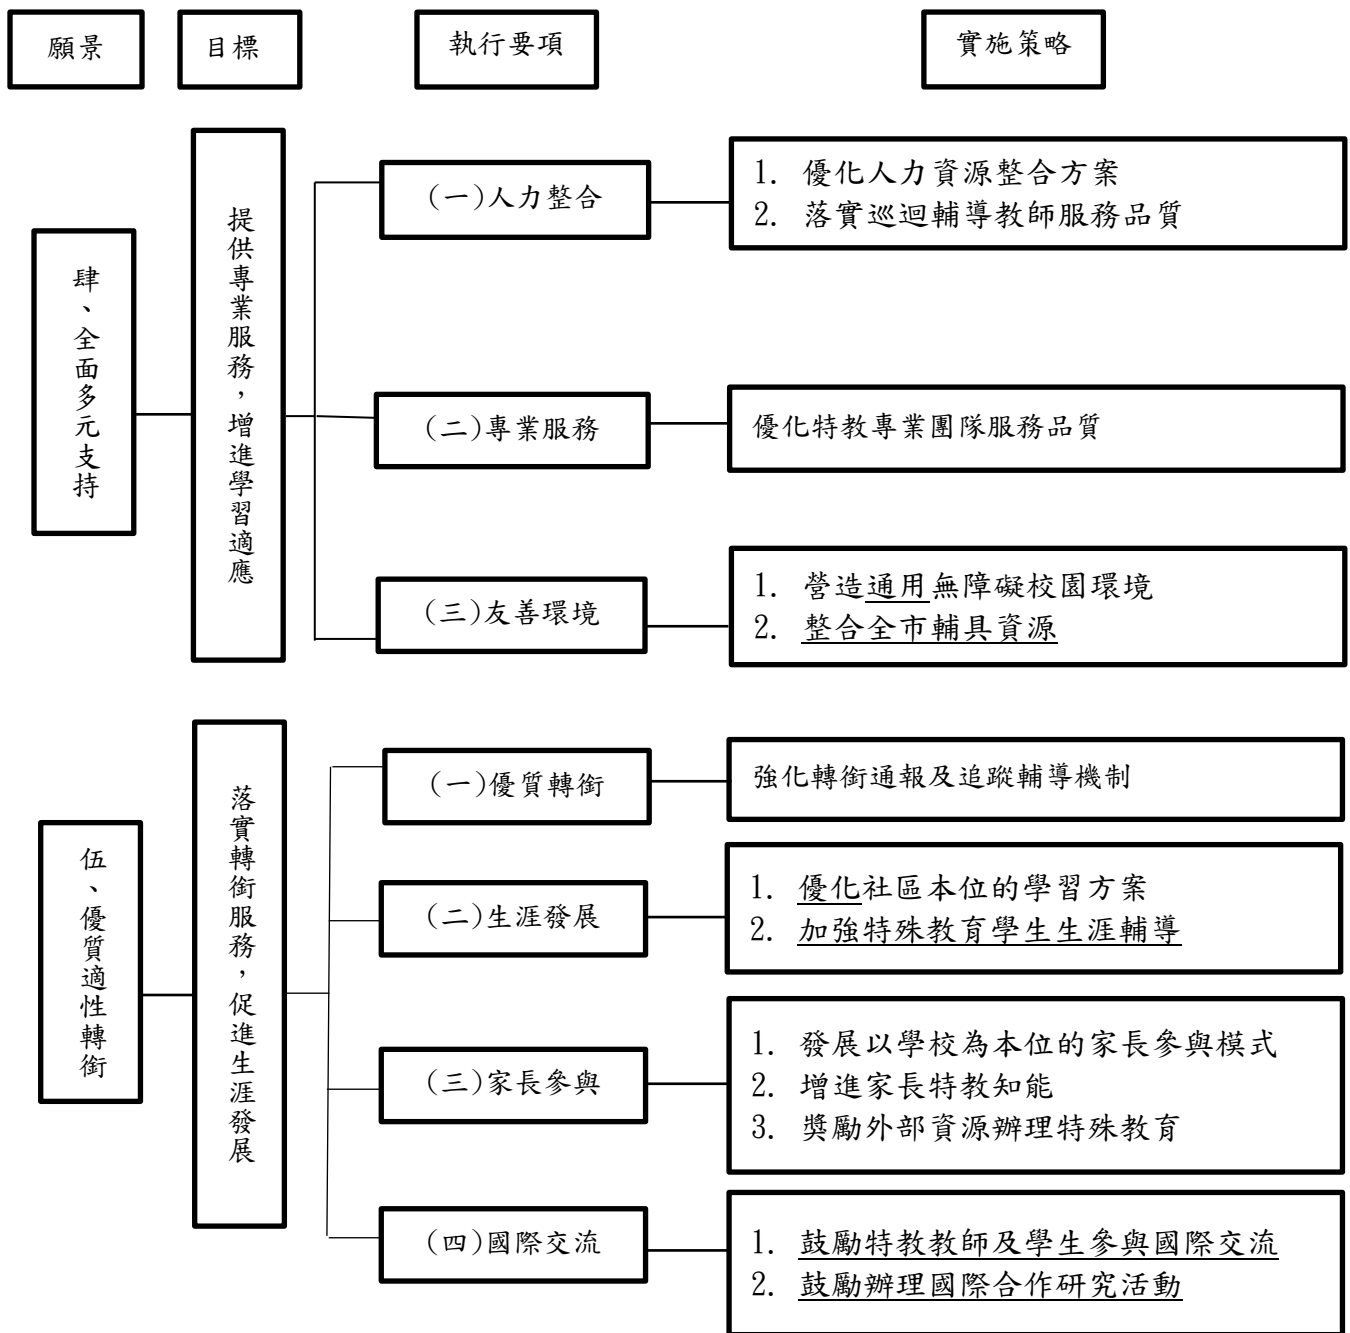 願景
目標
執行要項
實施策略
肆、全面多元支持
提供專業服務，增進學習適應
(一)人力整合
1. 優化人力資源整合方案
2. 落實巡迴輔導教師服務品質
(二)專業服務
優化特教專業團隊服務品質
(三)友善環境
1. 營造通用無障礙校園環境
2. 整合全市輔具資源
伍、優質適性轉銜
落實轉銜服務，促進生涯發展
(一)優質轉銜
強化轉銜通報及追蹤輔導機制
(二)生涯發展
1. 優化社區本位的學習方案
2. 加強特殊教育學生生涯輔導
(三)家長參與
1. 發展以學校為本位的家長參與模式
2. 增進家長特教知能
3. 獎勵外部資源辦理特殊教育
(四)國際交流
1. 鼓勵特教教師及學生參與國際交流
2. 鼓勵辦理國際合作研究活動